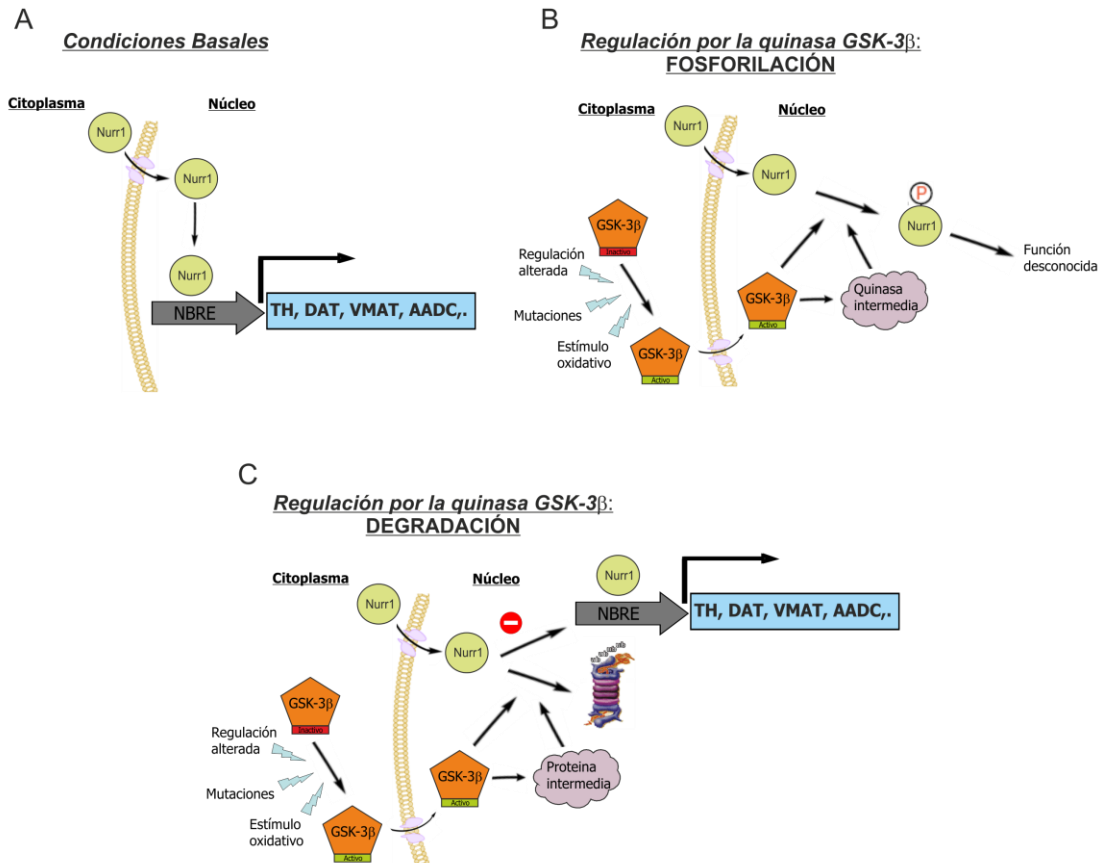 A
Condiciones Basales
Citoplasma
Núcleo
Nurr1
Nurr1
Nurr1
NBRE
TH, DAT, VMAT, AADC,.
B
Regulación por la quinasa GSK-3β:
FOSFORILACIÓN
Citoplasma
Núcleo
Nurr1
Nurr1
P
Nurr1
Función
desconocida
GSK-3β
Inactivo
Regulación
alterada
Mutaciones
Estímulo
oxidativo
GSK-3β
Activo
GSK-3β
Activo
Quinasa
intermedia
C
Regulación por la quinasa GSK-3β:
DEGRADACIÓN
Citoplasma
Núcleo
Nurr1
Nurr1
Nurr1
NBRE
TH, DAT, VMAT, AADC,.
GSK-3β
Inactivo
Regulación
alterada
Mutaciones
Estímulo
oxidativo
GSK-3β
Activo
GSK-3β
Activo
Proteina
intermedia